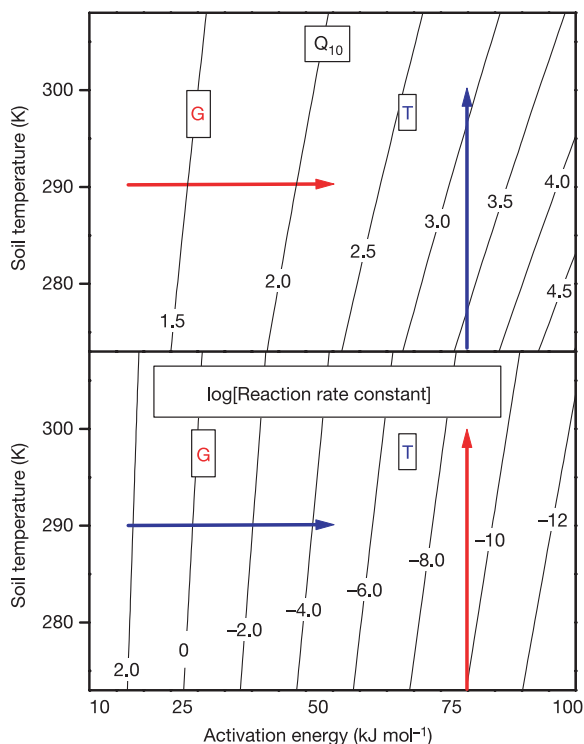 Q₁₀
300
G
T
290
4.0
3.5
3.0
2.5
280
2.0
4.5
1.5
Soil temperature (K)
log[Reaction rate constant]
300
G
T
290
–12
–10
–8.0
–6.0
–4.0
–2.0
280
0
2.0
Soil temperature (K)
10 25 50 75 100
Activation energy (kJ mol⁻¹)